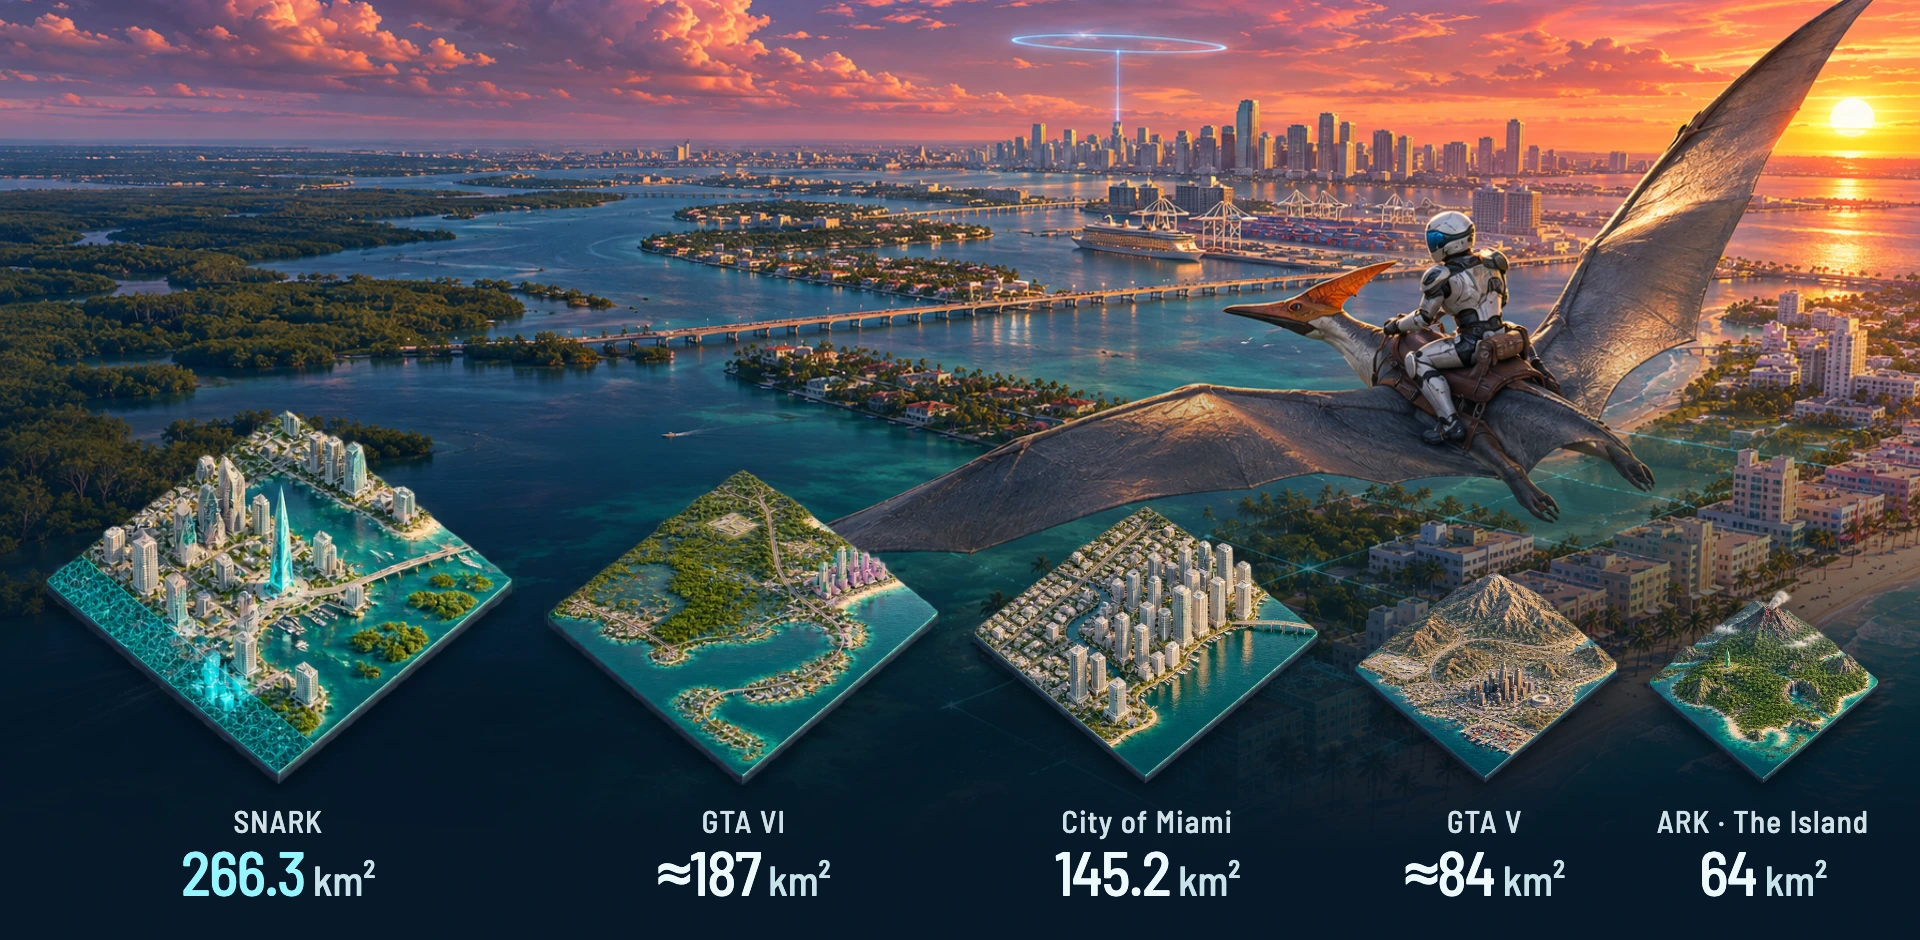 SNARK
266.3 km²
GTA VI
≈187 km²
City of Miami
145.2 km²
GTA V
≈84 km²
ARK · The Island
64 km²